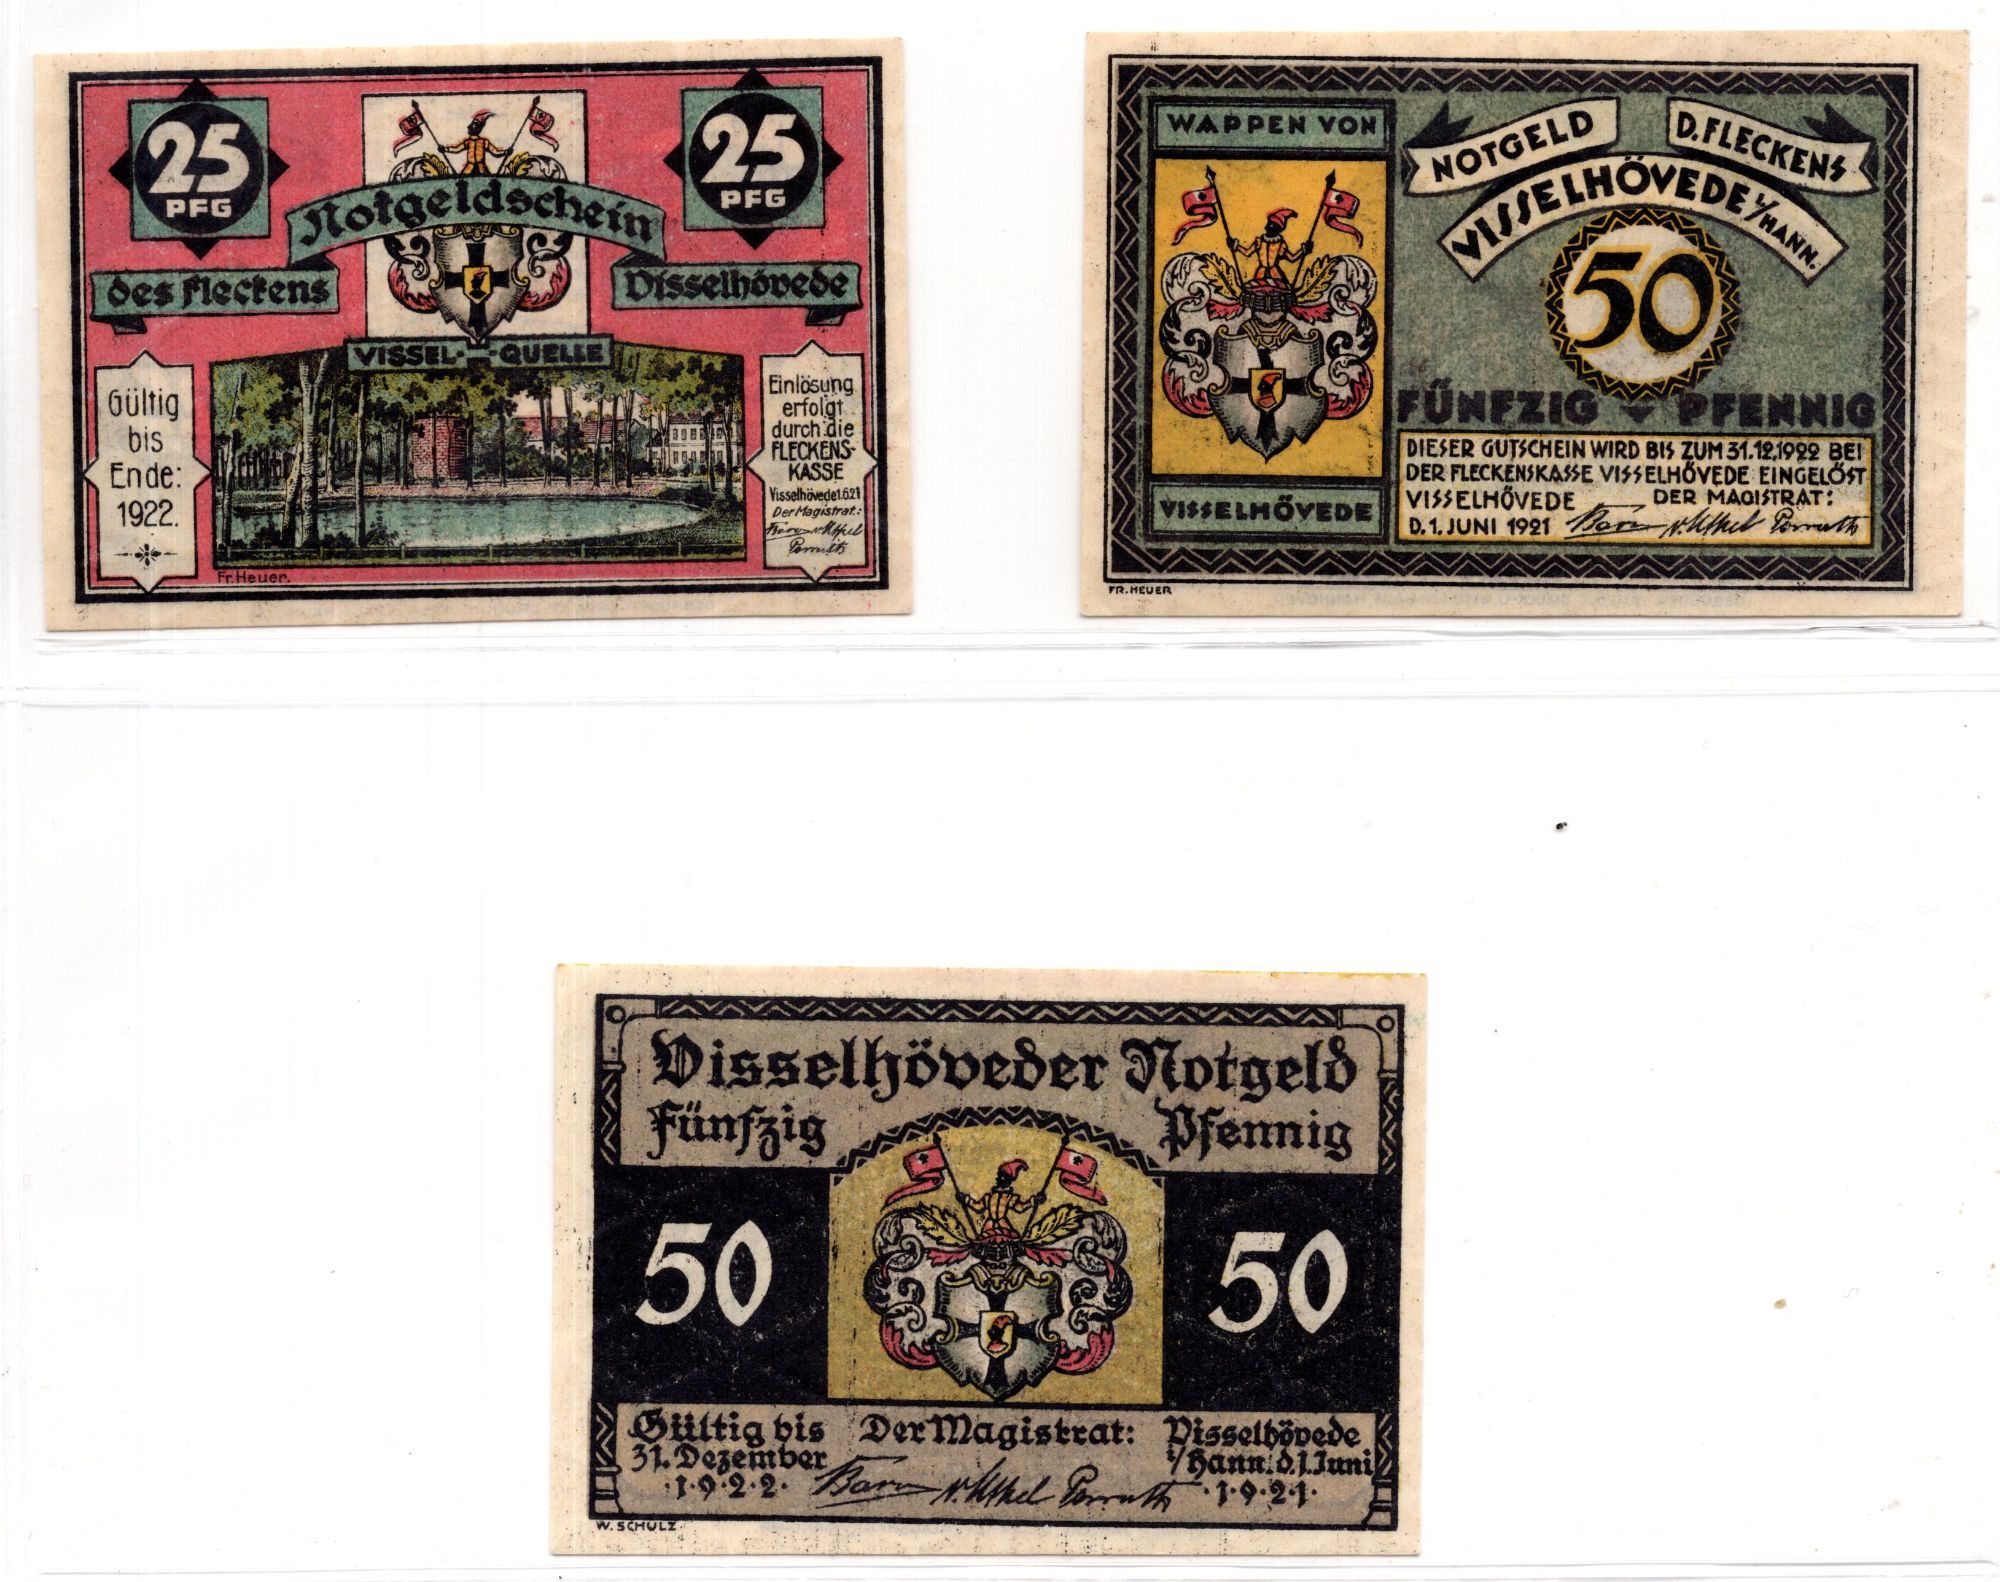 25
PFG
25
PFG
Notgeldschein
des Fleckens
Visselhövede
VISSEL-QUELLE
Gültig
bis
Ende:
1922.
Einlösung
erfolgt
durch die
FLECKENS-
KASSE
Visselhövede1.6.21
Der Magistrat:
Fr. Heuer.
WAPPEN VON
VISSELHÖVEDE
NOTGELD D. FLECKENS
VISSELHÖVEDE I/HANN.
50
FÜNFZIG PFENNIG
DIESER GUTSCHEIN WIRD BIS ZUM 31.12.1922 BEI
DER FLECKENSKASSE VISSELHÖVEDE EINGELÖST
VISSELHÖVEDE DER MAGISTRAT:
D. 1. JUNI 1921
FR. HEUER
Visselhöveder Notgeld
Fünfzig Pfennig
50 50
Gültig bis
31. Dezember
·1·9·2·2·
Der Magistrat:
Visselhövede
i/Hann. d. 1. Juni
·1·9·2·1·
W. SCHULZ